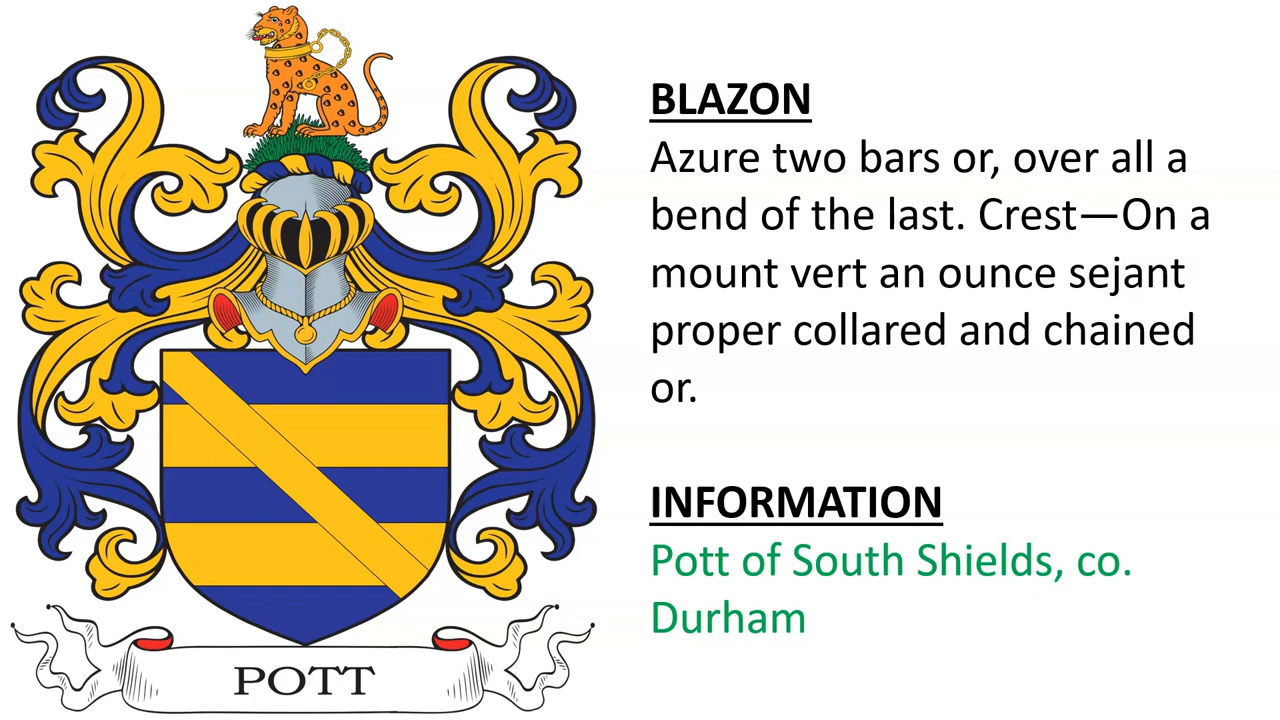 BLAZON
Azure two bars or, over all a
bend of the last. Crest—On a
mount vert an ounce sejant
proper collared and chained
or.
INFORMATION
Pott of South Shields, co.
Durham
POTT